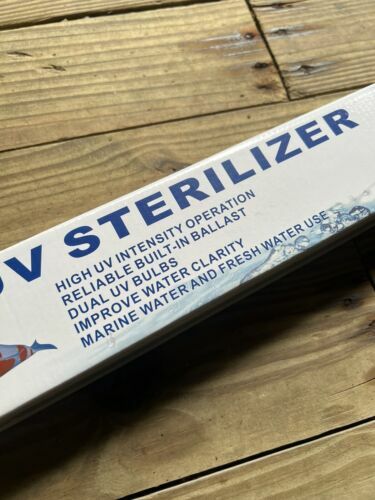 UV STERILIZER
HIGH UV INTENSITY OPERATION
RELIABLE BUILT-IN BALLAST
DUAL UV BULBS
IMPROVE WATER CLARITY
MARINE WATER AND FRESH WATER USE